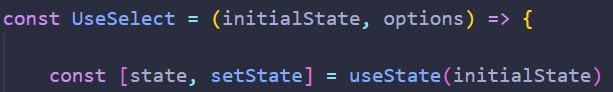 const UseSelect = (initialState, options) => {
const [state, setState] = useState(initialState)